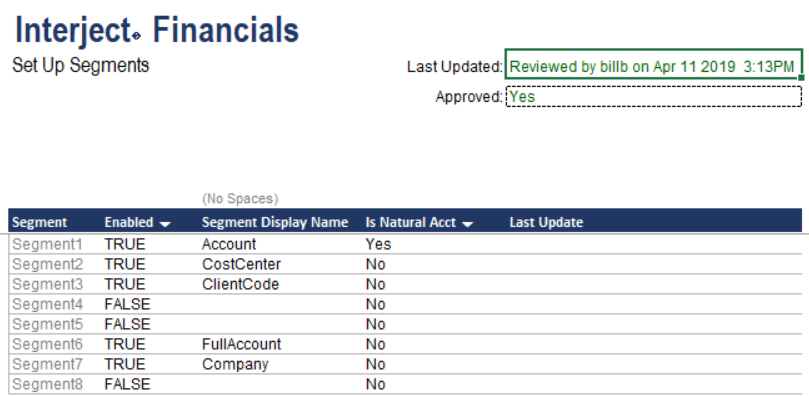 Interject Financials
Set Up Segments
Last Updated: Reviewed by billb on Apr 11 2019 3:13PM
Approved: Yes
(No Spaces)
Segment Enabled Segment Display Name Is Natural Acct Last Update
Segment1 TRUE Account Yes
Segment2 TRUE CostCenter No
Segment3 TRUE ClientCode No
Segment4 FALSE No
Segment5 FALSE No
Segment6 TRUE FullAccount No
Segment7 TRUE Company No
Segment8 FALSE No